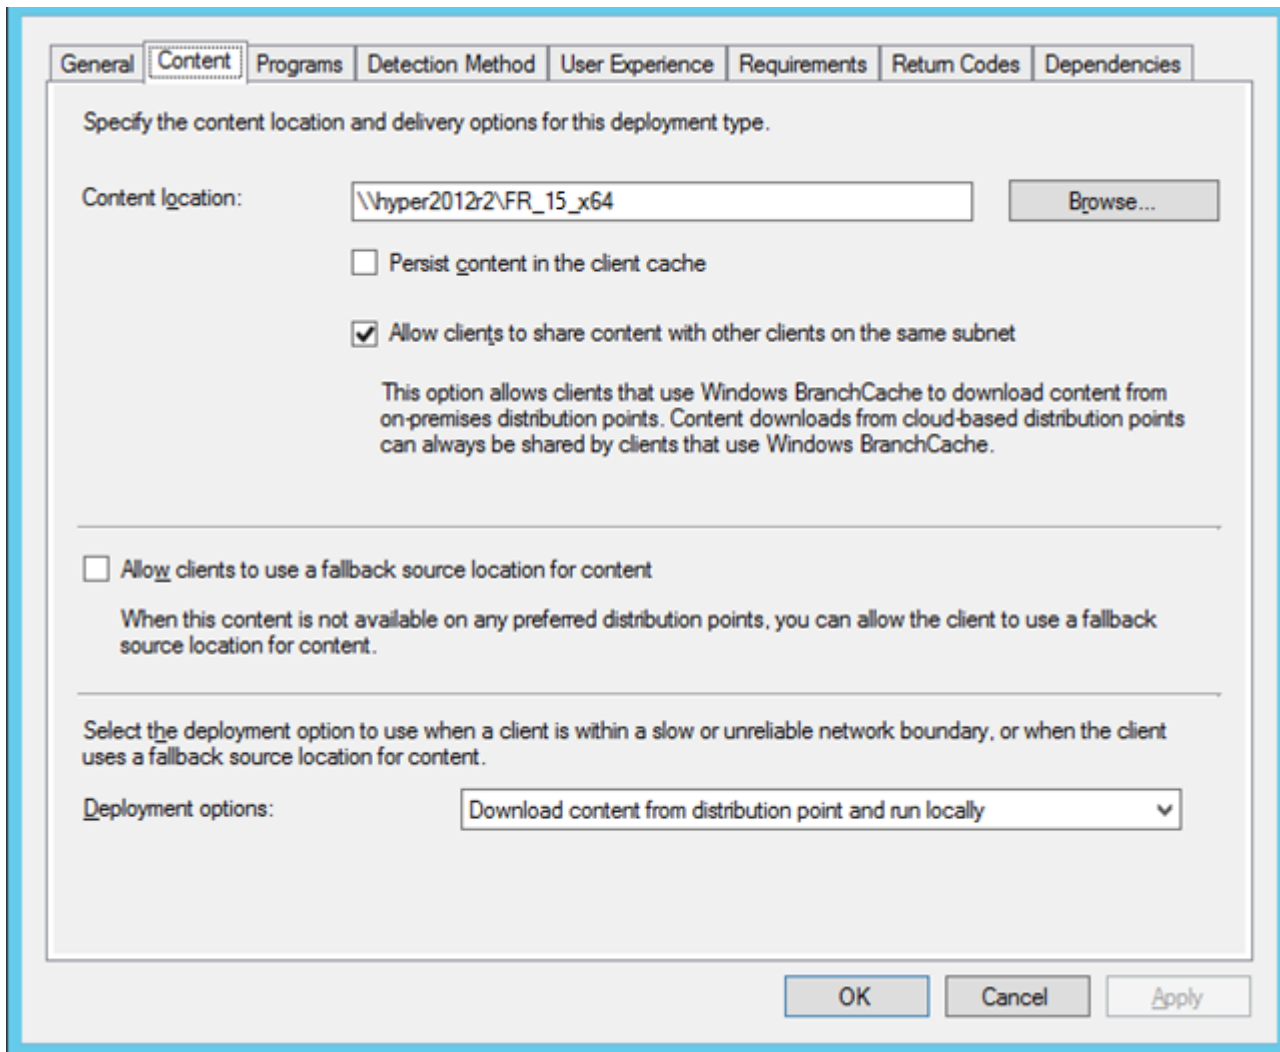 General Content Programs Detection Method User Experience Requirements Return Codes Dependencies
Specify the content location and delivery options for this deployment type.
Content location: \\hyper2012r2\FR_15_x64 Browse...
Persist content in the client cache
Allow clients to share content with other clients on the same subnet
This option allows clients that use Windows BranchCache to download content from
on-premises distribution points. Content downloads from cloud-based distribution points
can always be shared by clients that use Windows BranchCache.
Allow clients to use a fallback source location for content
When this content is not available on any preferred distribution points, you can allow the client to use a fallback
source location for content.
Select the deployment option to use when a client is within a slow or unreliable network boundary, or when the client
uses a fallback source location for content.
Deployment options: Download content from distribution point and run locally
OK Cancel Apply